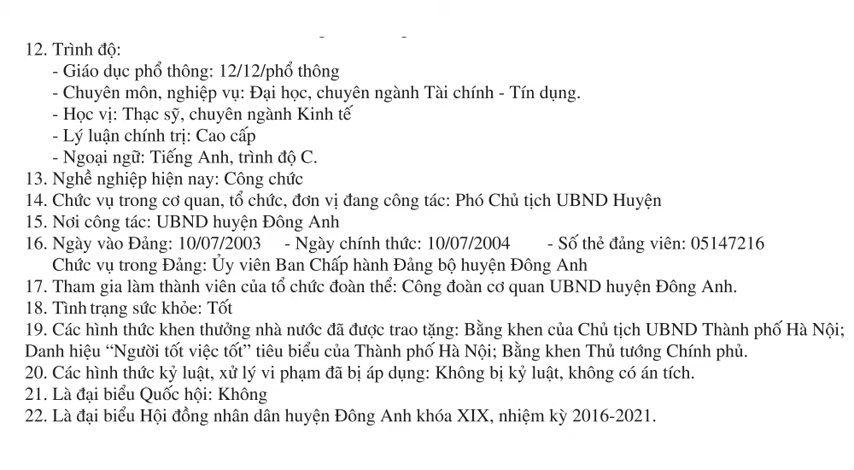 12. Trình độ:
- Giáo dục phổ thông: 12/12/phổ thông
- Chuyên môn, nghiệp vụ: Đại học, chuyên ngành Tài chính - Tín dụng.
- Học vị: Thạc sỹ, chuyên ngành Kinh tế
- Lý luận chính trị: Cao cấp
- Ngoại ngữ: Tiếng Anh, trình độ C.
13. Nghề nghiệp hiện nay: Công chức
14. Chức vụ trong cơ quan, tổ chức, đơn vị đang công tác: Phó Chủ tịch UBND Huyện
15. Nơi công tác: UBND huyện Đông Anh
16. Ngày vào Đảng: 10/07/2003 - Ngày chính thức: 10/07/2004 - Số thẻ đảng viên: 05147216
Chức vụ trong Đảng: Ủy viên Ban Chấp hành Đảng bộ huyện Đông Anh
17. Tham gia làm thành viên của tổ chức đoàn thể: Công đoàn cơ quan UBND huyện Đông Anh.
18. Tình trạng sức khỏe: Tốt
19. Các hình thức khen thưởng nhà nước đã được trao tặng: Bằng khen của Chủ tịch UBND Thành phố Hà Nội;
Danh hiệu “Người tốt việc tốt” tiêu biểu của Thành phố Hà Nội; Bằng khen Thủ tướng Chính phủ.
20. Các hình thức kỷ luật, xử lý vi phạm đã bị áp dụng: Không bị kỷ luật, không có án tích.
21. Là đại biểu Quốc hội: Không
22. Là đại biểu Hội đồng nhân dân huyện Đông Anh khóa XIX, nhiệm kỳ 2016-2021.